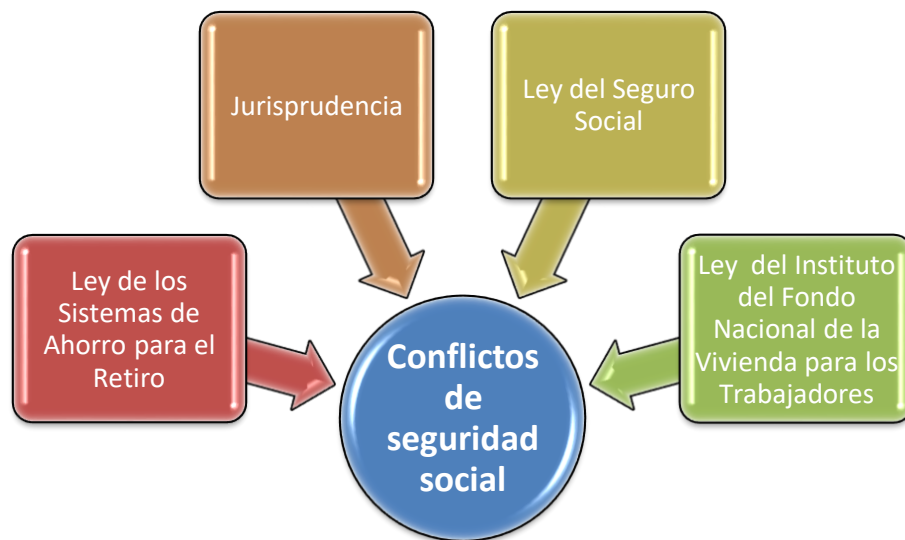 Jurisprudencia
Ley del Seguro
Social
Ley de los
Sistemas de
Ahorro para el
Retiro
Ley del Instituto
del Fondo
Nacional de la
Vivienda para los
Trabajadores
Conflictos
de
seguridad
social